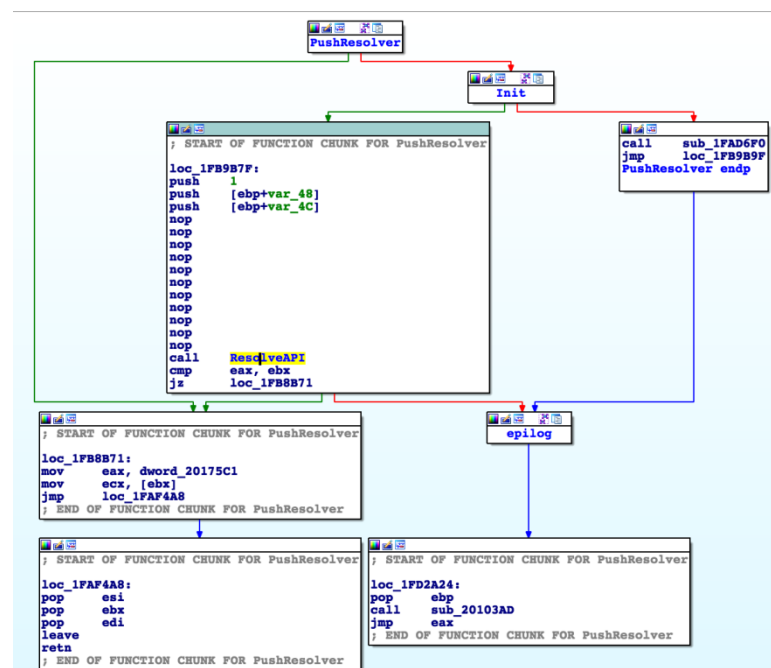 PushResolver
Init
; START OF FUNCTION CHUNK FOR PushResolver
loc_1FB9B7F:
push 1
push [ebp+var_48]
push [ebp+var_4C]
nop
nop
nop
nop
nop
nop
nop
nop
nop
nop
call ResolveAPI
cmp eax, ebx
jz loc_1FB8B71
call sub_1FAD6F0
jmp loc_1FB9B9F
PushResolver endp
; START OF FUNCTION CHUNK FOR PushResolver
loc_1FB8B71:
mov eax, dword_20175C1
mov ecx, [ebx]
jmp loc_1FAF4A8
; END OF FUNCTION CHUNK FOR PushResolver
epilog
; START OF FUNCTION CHUNK FOR PushResolver
loc_1FAF4A8:
pop esi
pop ebx
pop edi
leave
retn
; END OF FUNCTION CHUNK FOR PushResolver
; START OF FUNCTION CHUNK FOR PushResolver
loc_1FD2A24:
pop ebp
call sub_20103AD
jmp eax
; END OF FUNCTION CHUNK FOR PushResolver